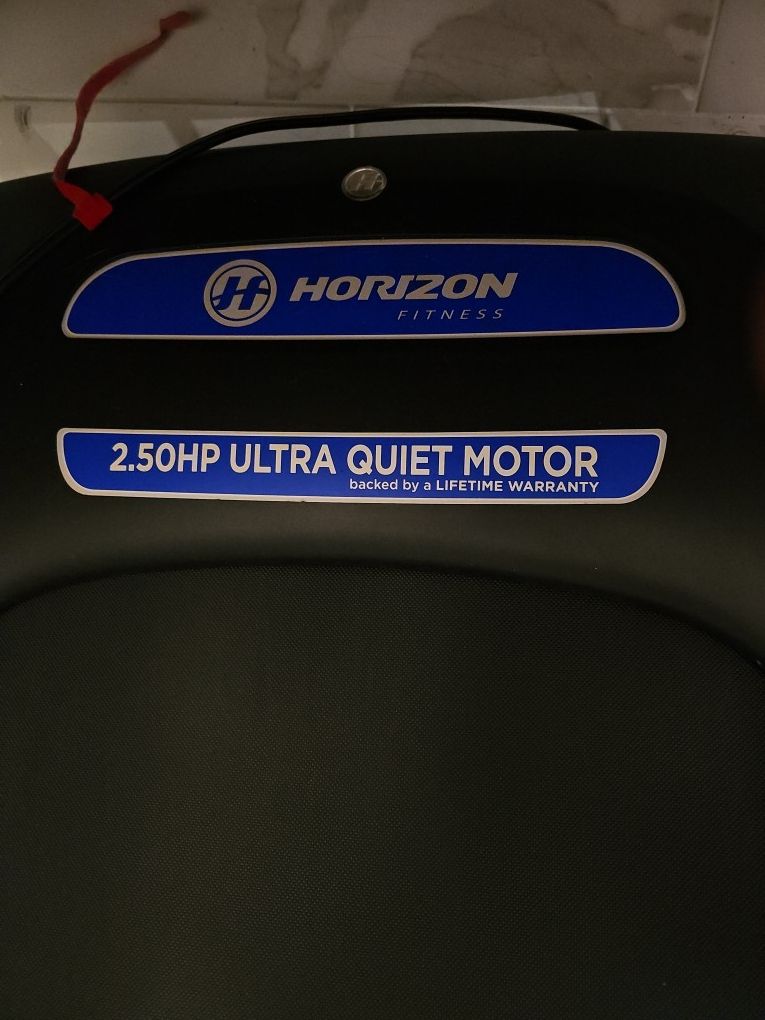 HORIZON
FITNESS
2.50HP ULTRA QUIET MOTOR
backed by a LIFETIME WARRANTY